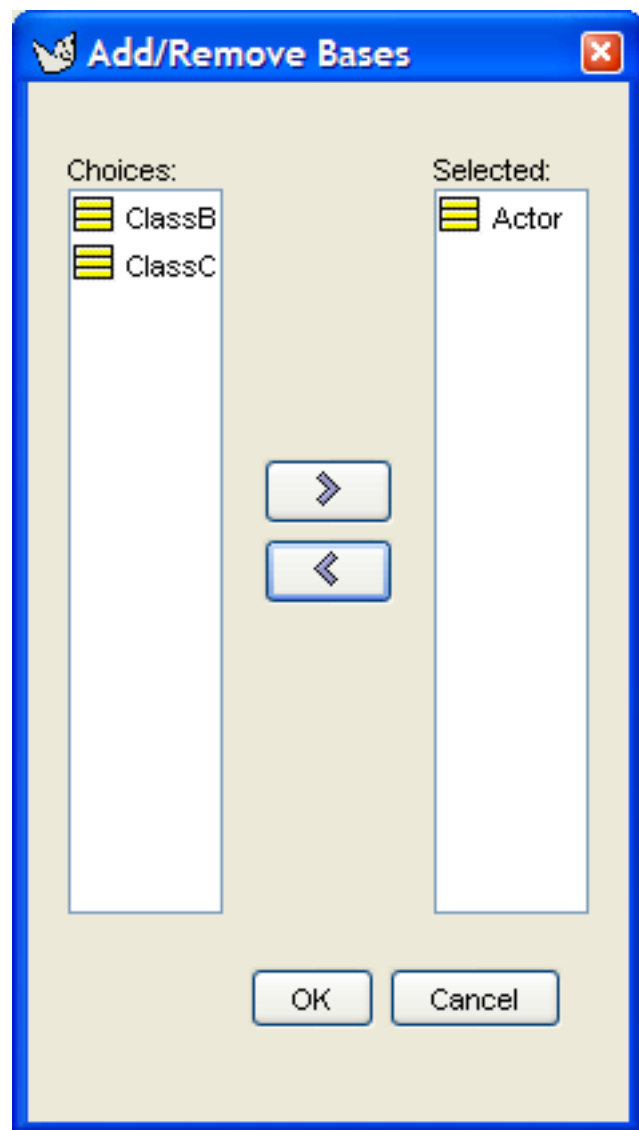 Add/Remove Bases
Choices: Selected:
ClassB Actor
ClassC
OK Cancel